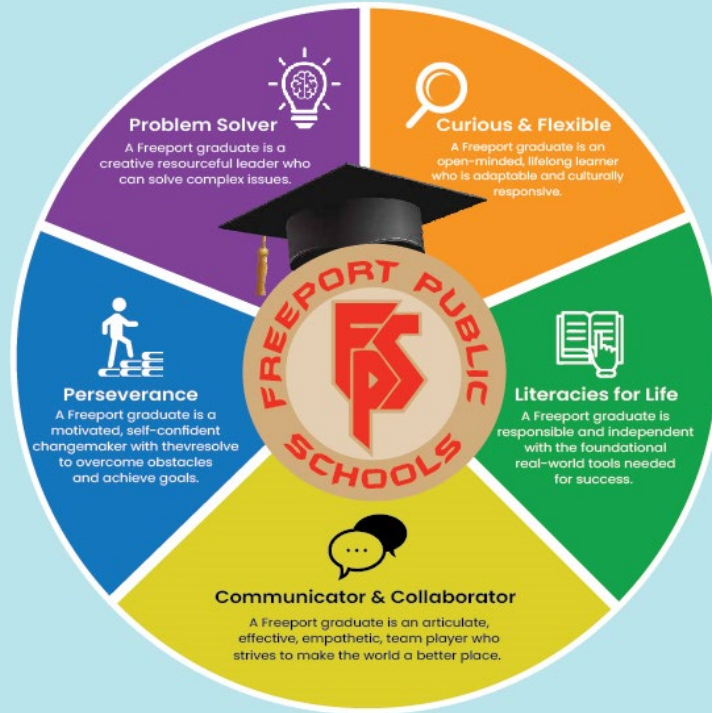 Problem Solver
A Freeport graduate is a
creative resourceful leader who
can solve complex issues.
Curious & Flexible
A Freeport graduate is an
open-minded, lifelong learner
who is adaptable and culturally
responsive.
Perseverance
A Freeport graduate is a
motivated, self-confident
changemaker with thevresolve
to overcome obstacles
and achieve goals.
FREEPORT PUBLIC
SCHOOLS
FPS
Literacies for Life
A Freeport graduate is
responsible and independent
with the foundational
real-world tools needed
for success.
Communicator & Collaborator
A Freeport graduate is an articulate,
effective, empathetic, team player who
strives to make the world a better place.